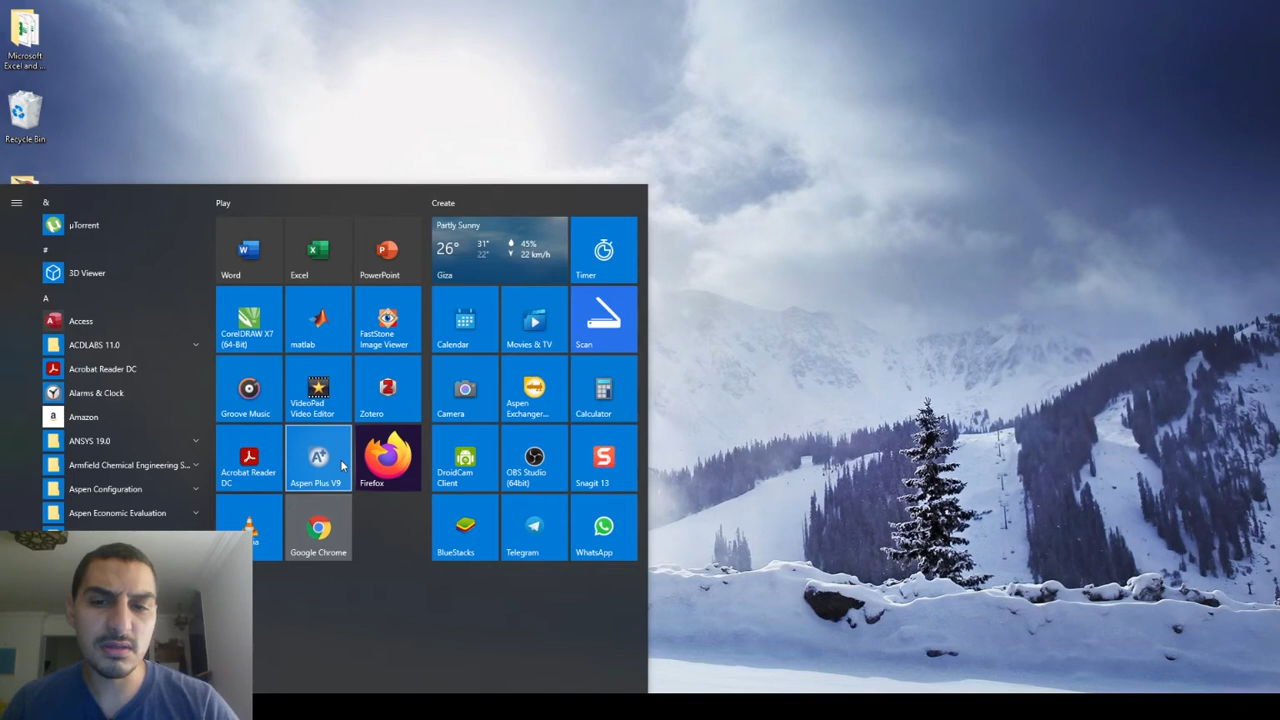 Microsoft
Excel and ...
Recycle Bin
&
µTorrent
#
3D Viewer
A
Access
ACDLABS 11.0
Acrobat Reader DC
Alarms & Clock
Amazon
ANSYS 19.0
Armfield Chemical Engineering S...
Aspen Configuration
Aspen Economic Evaluation
Play
Word
Excel
PowerPoint
CorelDRAW X7
(64-Bit)
matlab
FastStone
Image Viewer
Groove Music
VideoPad
Video Editor
Zotero
Acrobat Reader
DC
Aspen Plus V9
Firefox
Google Chrome
Create
Partly Sunny
26°
31°
22°
45%
22 km/h
Giza
Timer
Calendar
Movies & TV
Scan
Camera
Aspen
Exchanger...
Calculator
DroidCam
Client
OBS Studio
(64bit)
Snagit 13
BlueStacks
Telegram
WhatsApp